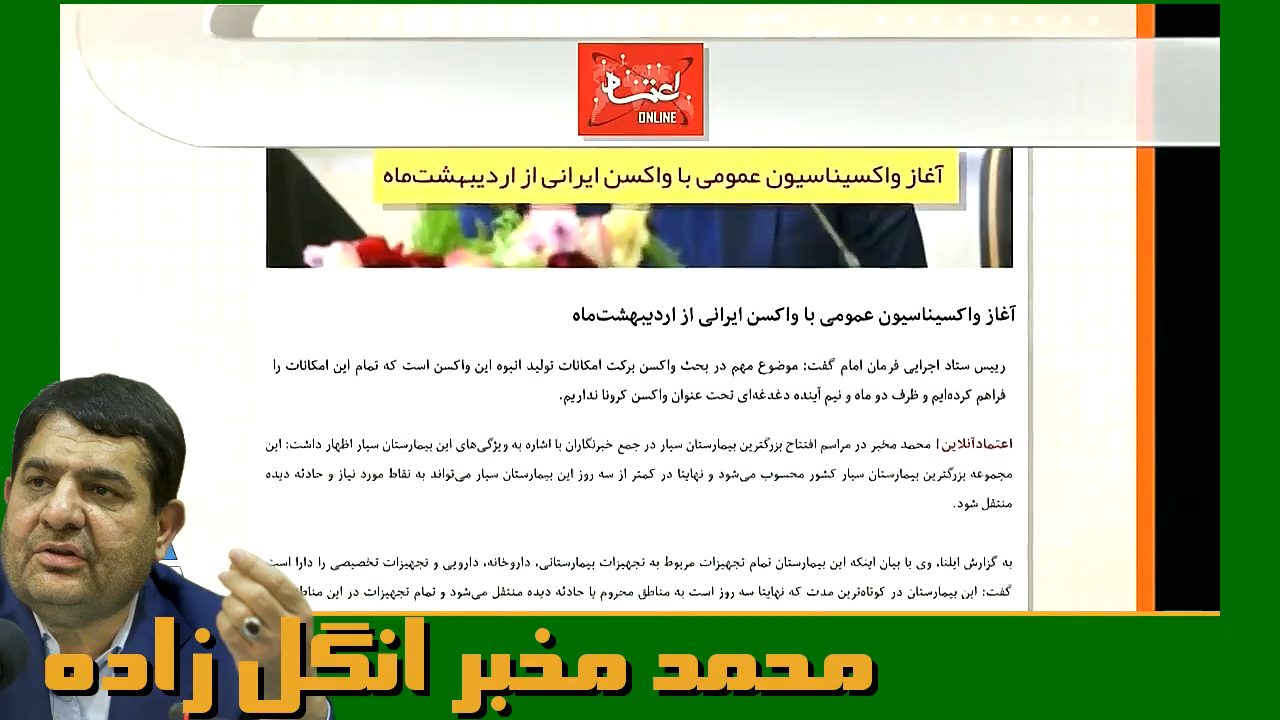 اعتماد
ONLINE
آغاز واکسیناسیون عمومی با واکسن ایرانی از اردیبهشت‌ماه
آغاز واکسیناسیون عمومی با واکسن ایرانی از اردیبهشت‌ماه
رییس ستاد اجرایی فرمان امام گفت: موضوع مهم در بحث واکسن برکت امکانات تولید انبوه این واکسن است که تمام این امکانات را
فراهم کرده‌ایم و ظرف دو ماه و نیم آینده دغدغه‌ای تحت عنوان واکسن کرونا نداریم.
اعتمادآنلاین| محمد مخبر در مراسم افتتاح بزرگترین بیمارستان سیار در جمع خبرنگاران با اشاره به ویژگی‌های این بیمارستان سیار اظهار داشت: این
مجموعه بزرگترین بیمارستان سیار کشور محسوب می‌شود و نهایتا در کمتر از سه روز این بیمارستان سیار می‌تواند به نقاط مورد نیاز و حادثه دیده
منتقل شود.
به گزارش ایلنا، وی با بیان اینکه این بیمارستان تمام تجهیزات مربوط به تجهیزات بیمارستانی، داروخانه، دارویی و تجهیزات تخصیصی را دارا است
گفت: این بیمارستان در کوتاه‌ترین مدت که نهایتا سه روز است به مناطق محروم یا حادثه دیده منتقل می‌شود و تمام تجهیزات در این
محمد مخبر انگل زاده